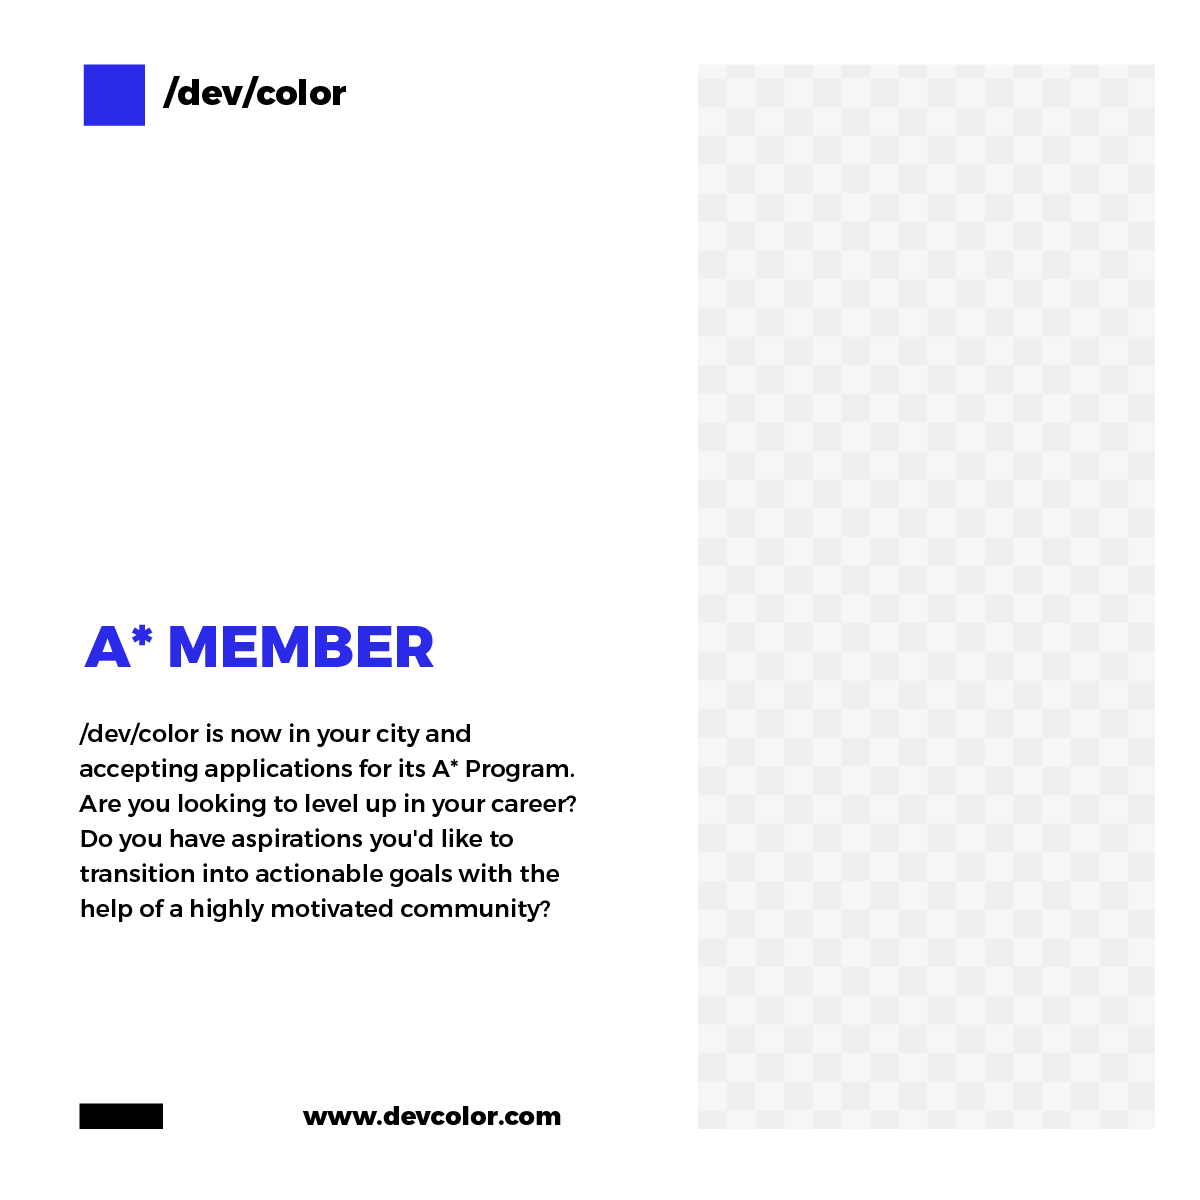 /dev/color
A* MEMBER
/dev/color is now in your city and
accepting applications for its A* Program.
Are you looking to level up in your career?
Do you have aspirations you'd like to
transition into actionable goals with the
help of a highly motivated community?
www.devcolor.com